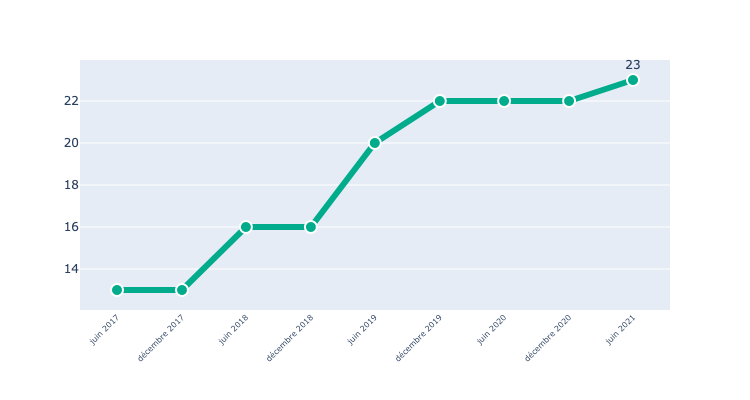 23
22
20
18
16
14
juin 2017
décembre 2017
juin 2018
décembre 2018
juin 2019
décembre 2019
juin 2020
décembre 2020
juin 2021